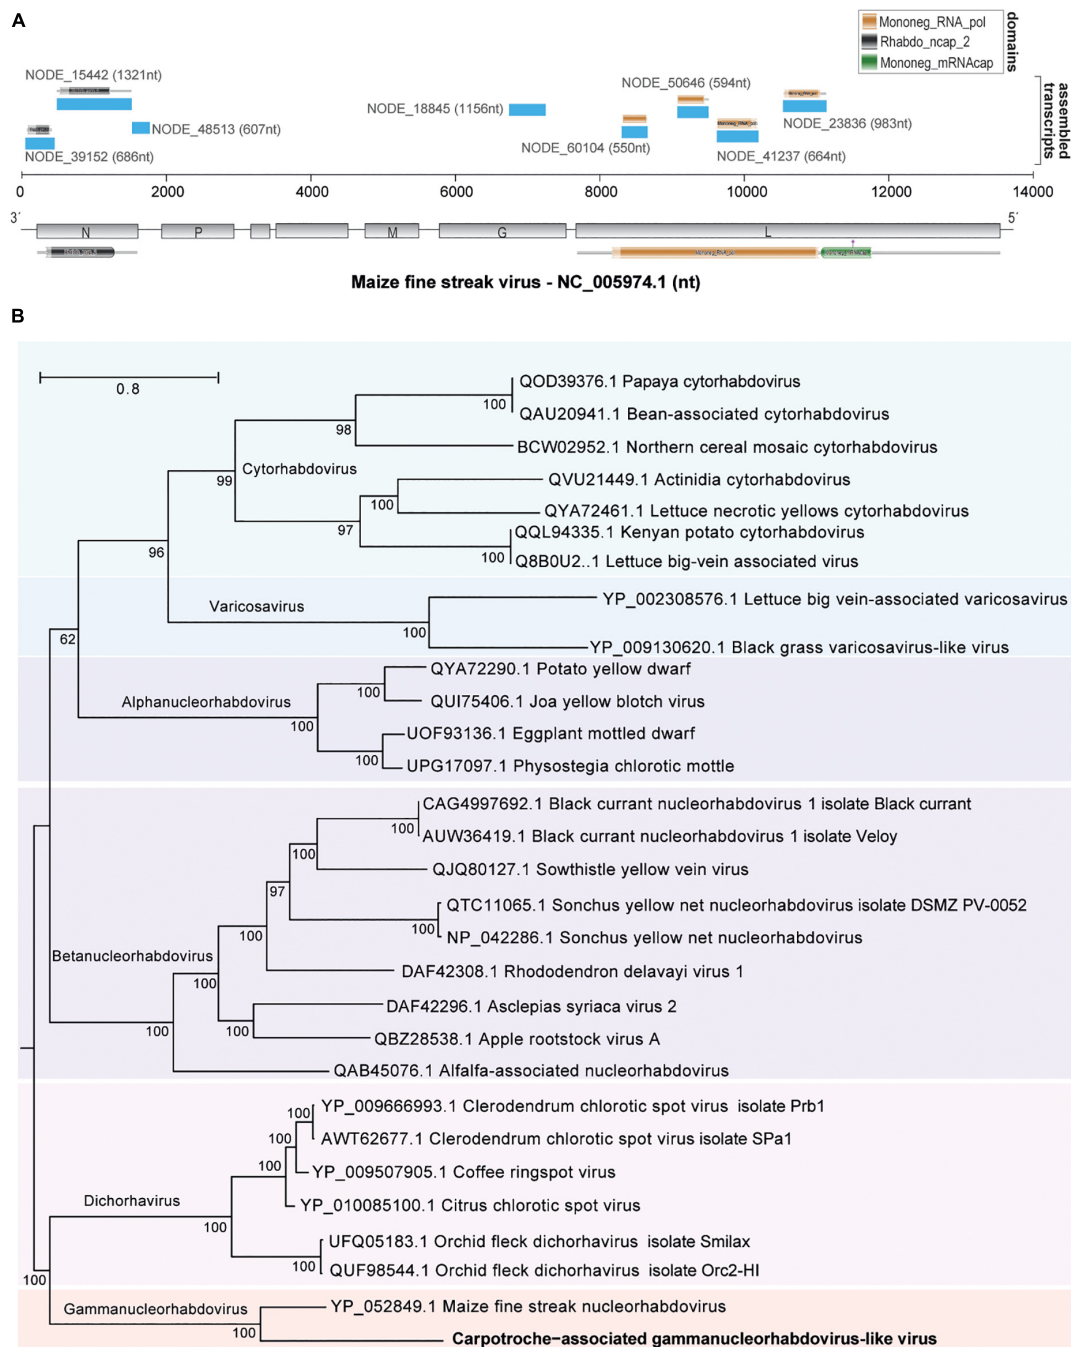 A
Mononeg_RNA_pol
Rhabdo_ncap_2
Mononeg_mRNAcap
domains
assembled transcripts
NODE_15442 (1321nt)
NODE_48513 (607nt)
NODE_39152 (686nt)
NODE_18845 (1156nt)
NODE_50646 (594nt)
NODE_60104 (550nt)
NODE_23836 (983nt)
NODE_41237 (664nt)
0 2000 4000 6000 8000 10000 12000 14000
3' 5'
N P M G L
Mononeg_RNA_pol
Mononeg_mRNAcap
Maize fine streak virus - NC_005974.1 (nt)
B
0.8
QOD39376.1 Papaya cytorhabdovirus
100
QAU20941.1 Bean-associated cytorhabdovirus
98
BCW02952.1 Northern cereal mosaic cytorhabdovirus
Cytorhabdovirus
99
QVU21449.1 Actinidia cytorhabdovirus
100
QYA72461.1 Lettuce necrotic yellows cytorhabdovirus
97
QQL94335.1 Kenyan potato cytorhabdovirus
100
Q8B0U2..1 Lettuce big-vein associated virus
96
YP_002308576.1 Lettuce big vein-associated varicosavirus
Varicosavirus
100
YP_009130620.1 Black grass varicosavirus-like virus
62
QYA72290.1 Potato yellow dwarf
100
QUI75406.1 Joa yellow blotch virus
Alphanucleorhabdovirus
100
UOF93136.1 Eggplant mottled dwarf
100
UPG17097.1 Physostegia chlorotic mottle
CAG4997692.1 Black currant nucleorhabdovirus 1 isolate Black currant
100
AUW36419.1 Black currant nucleorhabdovirus 1 isolate Veloy
100
QJQ80127.1 Sowthistle yellow vein virus
97
QTC11065.1 Sonchus yellow net nucleorhabdovirus isolate DSMZ PV-0052
100
NP_042286.1 Sonchus yellow net nucleorhabdovirus
100
Betanucleorhabdovirus
DAF42308.1 Rhododendron delavayi virus 1
100
DAF42296.1 Asclepias syriaca virus 2
100
100
QBZ28538.1 Apple rootstock virus A
QAB45076.1 Alfalfa-associated nucleorhabdovirus
YP_009666993.1 Clerodendrum chlorotic spot virus isolate Prb1
100
AWT62677.1 Clerodendrum chlorotic spot virus isolate SPa1
100
100
YP_009507905.1 Coffee ringspot virus
Dichorhavirus
YP_010085100.1 Citrus chlorotic spot virus
100
UFQ05183.1 Orchid fleck dichorhavirus isolate Smilax
100
QUF98544.1 Orchid fleck dichorhavirus isolate Orc2-HI
100
Gammanucleorhabdovirus
YP_052849.1 Maize fine streak nucleorhabdovirus
100
Carpotroche−associated gammanucleorhabdovirus-like virus